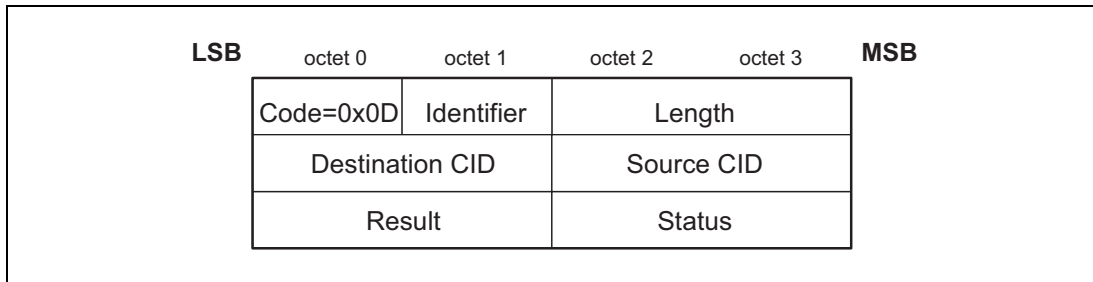 LSB octet 0 octet 1 octet 2 octet 3 MSB
Code=0x0D Identifier Length
Destination CID Source CID
Result Status